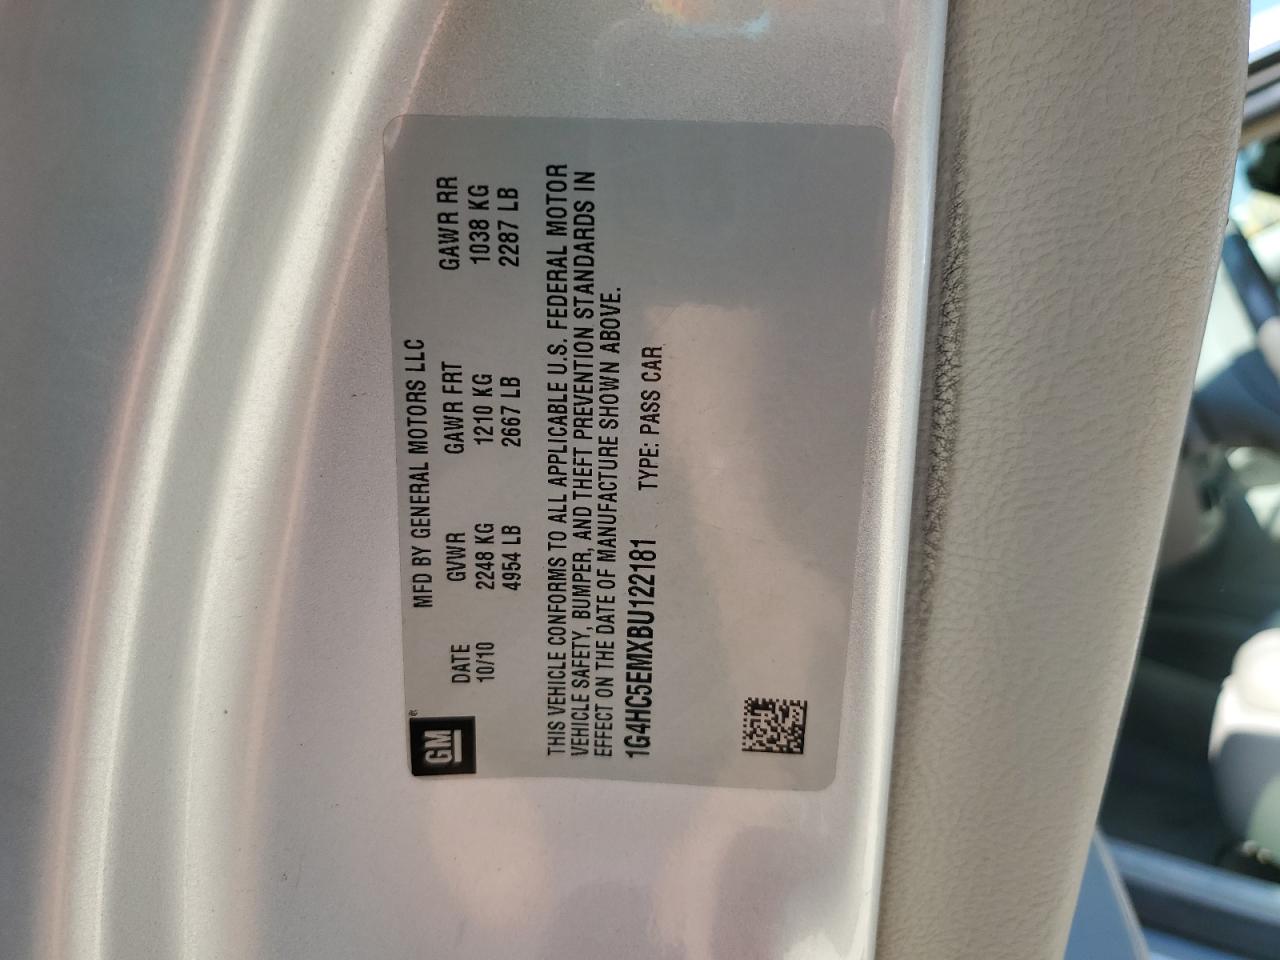 GM®
MFD BY GENERAL MOTORS LLC
DATE GVWR GAWR FRT GAWR RR
10/10 2248 KG 1210 KG 1038 KG
4954 LB 2667 LB 2287 LB
THIS VEHICLE CONFORMS TO ALL APPLICABLE U.S. FEDERAL MOTOR
VEHICLE SAFETY, BUMPER, AND THEFT PREVENTION STANDARDS IN
EFFECT ON THE DATE OF MANUFACTURE SHOWN ABOVE.
1G4HC5EMXBU122181 TYPE: PASS CAR